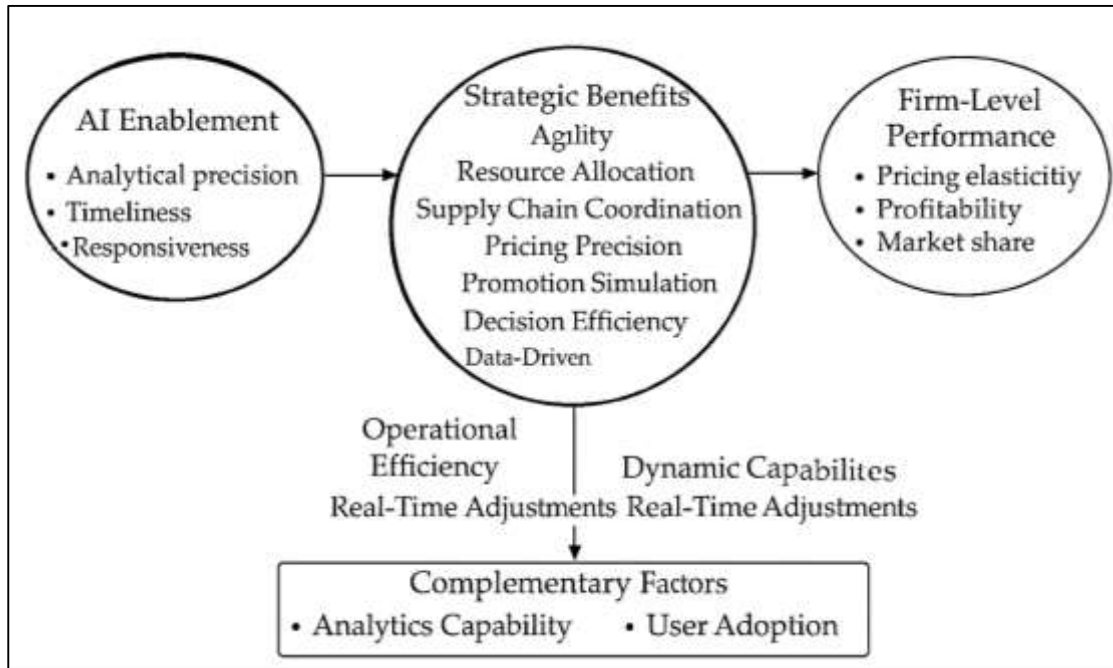 AI Enablement
• Analytical precision
• Timeliness
• Responsiveness
Strategic Benefits
Agility
Resource Allocation
Supply Chain Coordination
Pricing Precision
Promotion Simulation
Decision Efficiency
Data-Driven
Firm-Level
Performance
• Pricing elasticitiy
• Profitability
• Market share
Operational
Efficiency
Real-Time Adjustments
Dynamic Capabilites
Real-Time Adjustments
Complementary Factors
• Analytics Capability
• User Adoption